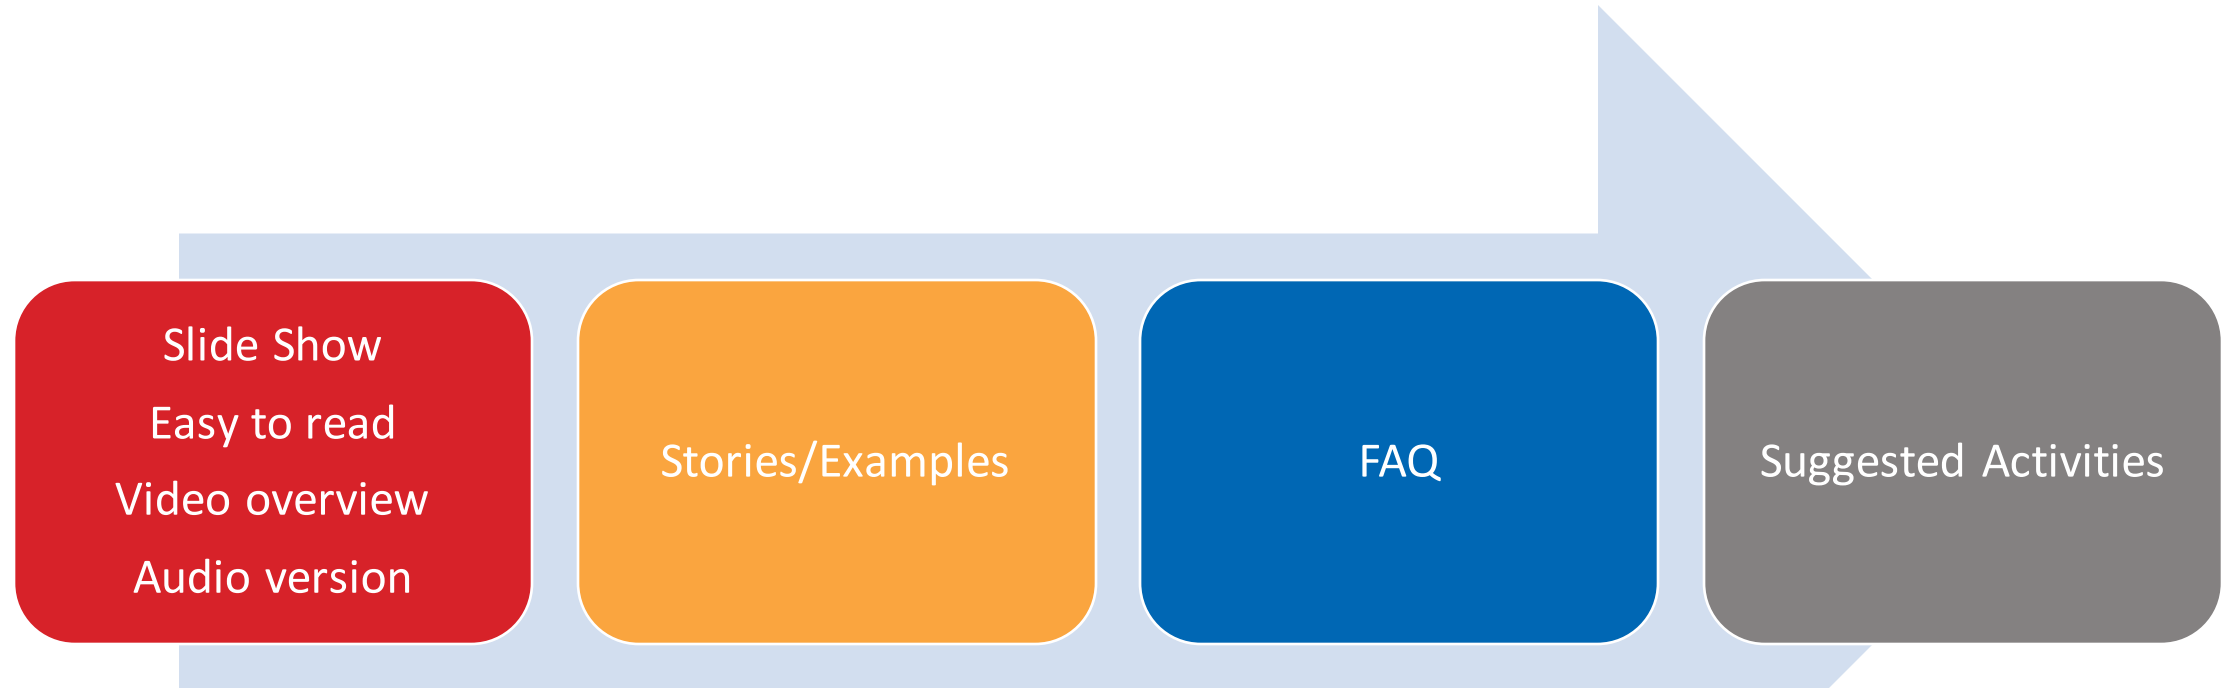 Slide Show
Easy to read
Video overview
Audio version
Stories/Examples
FAQ
Suggested Activities